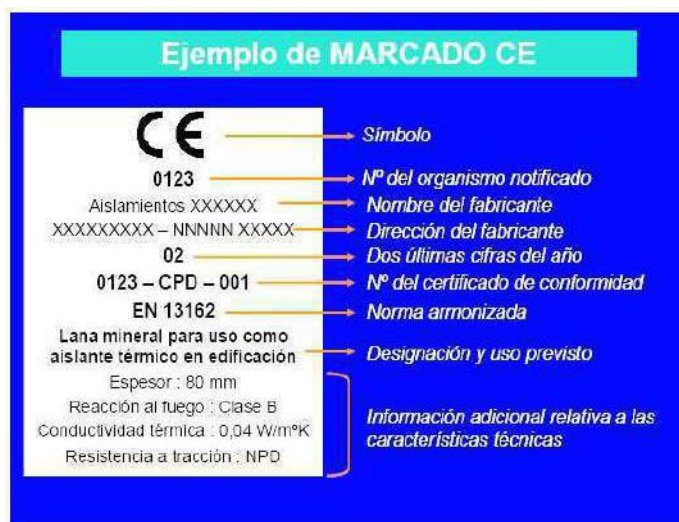 Ejemplo de MARCADO CE
CE
Símbolo
0123
Nº del organismo notificado
Aislamientos XXXXXX
Nombre del fabricante
XXXXXXXXX – NNNNN XXXXX
Dirección del fabricante
02
Dos últimas cifras del año
0123 – CPD – 001
Nº del certificado de conformidad
EN 13162
Norma armonizada
Lana mineral para uso como
aislante térmico en edificación
Designación y uso previsto
Espesor : 80 mm
Reacción al fuego : Clase B
Conductividad térmica : 0,04 W/mºK
Resistencia a tracción : NPD
Información adicional relativa a las
características técnicas